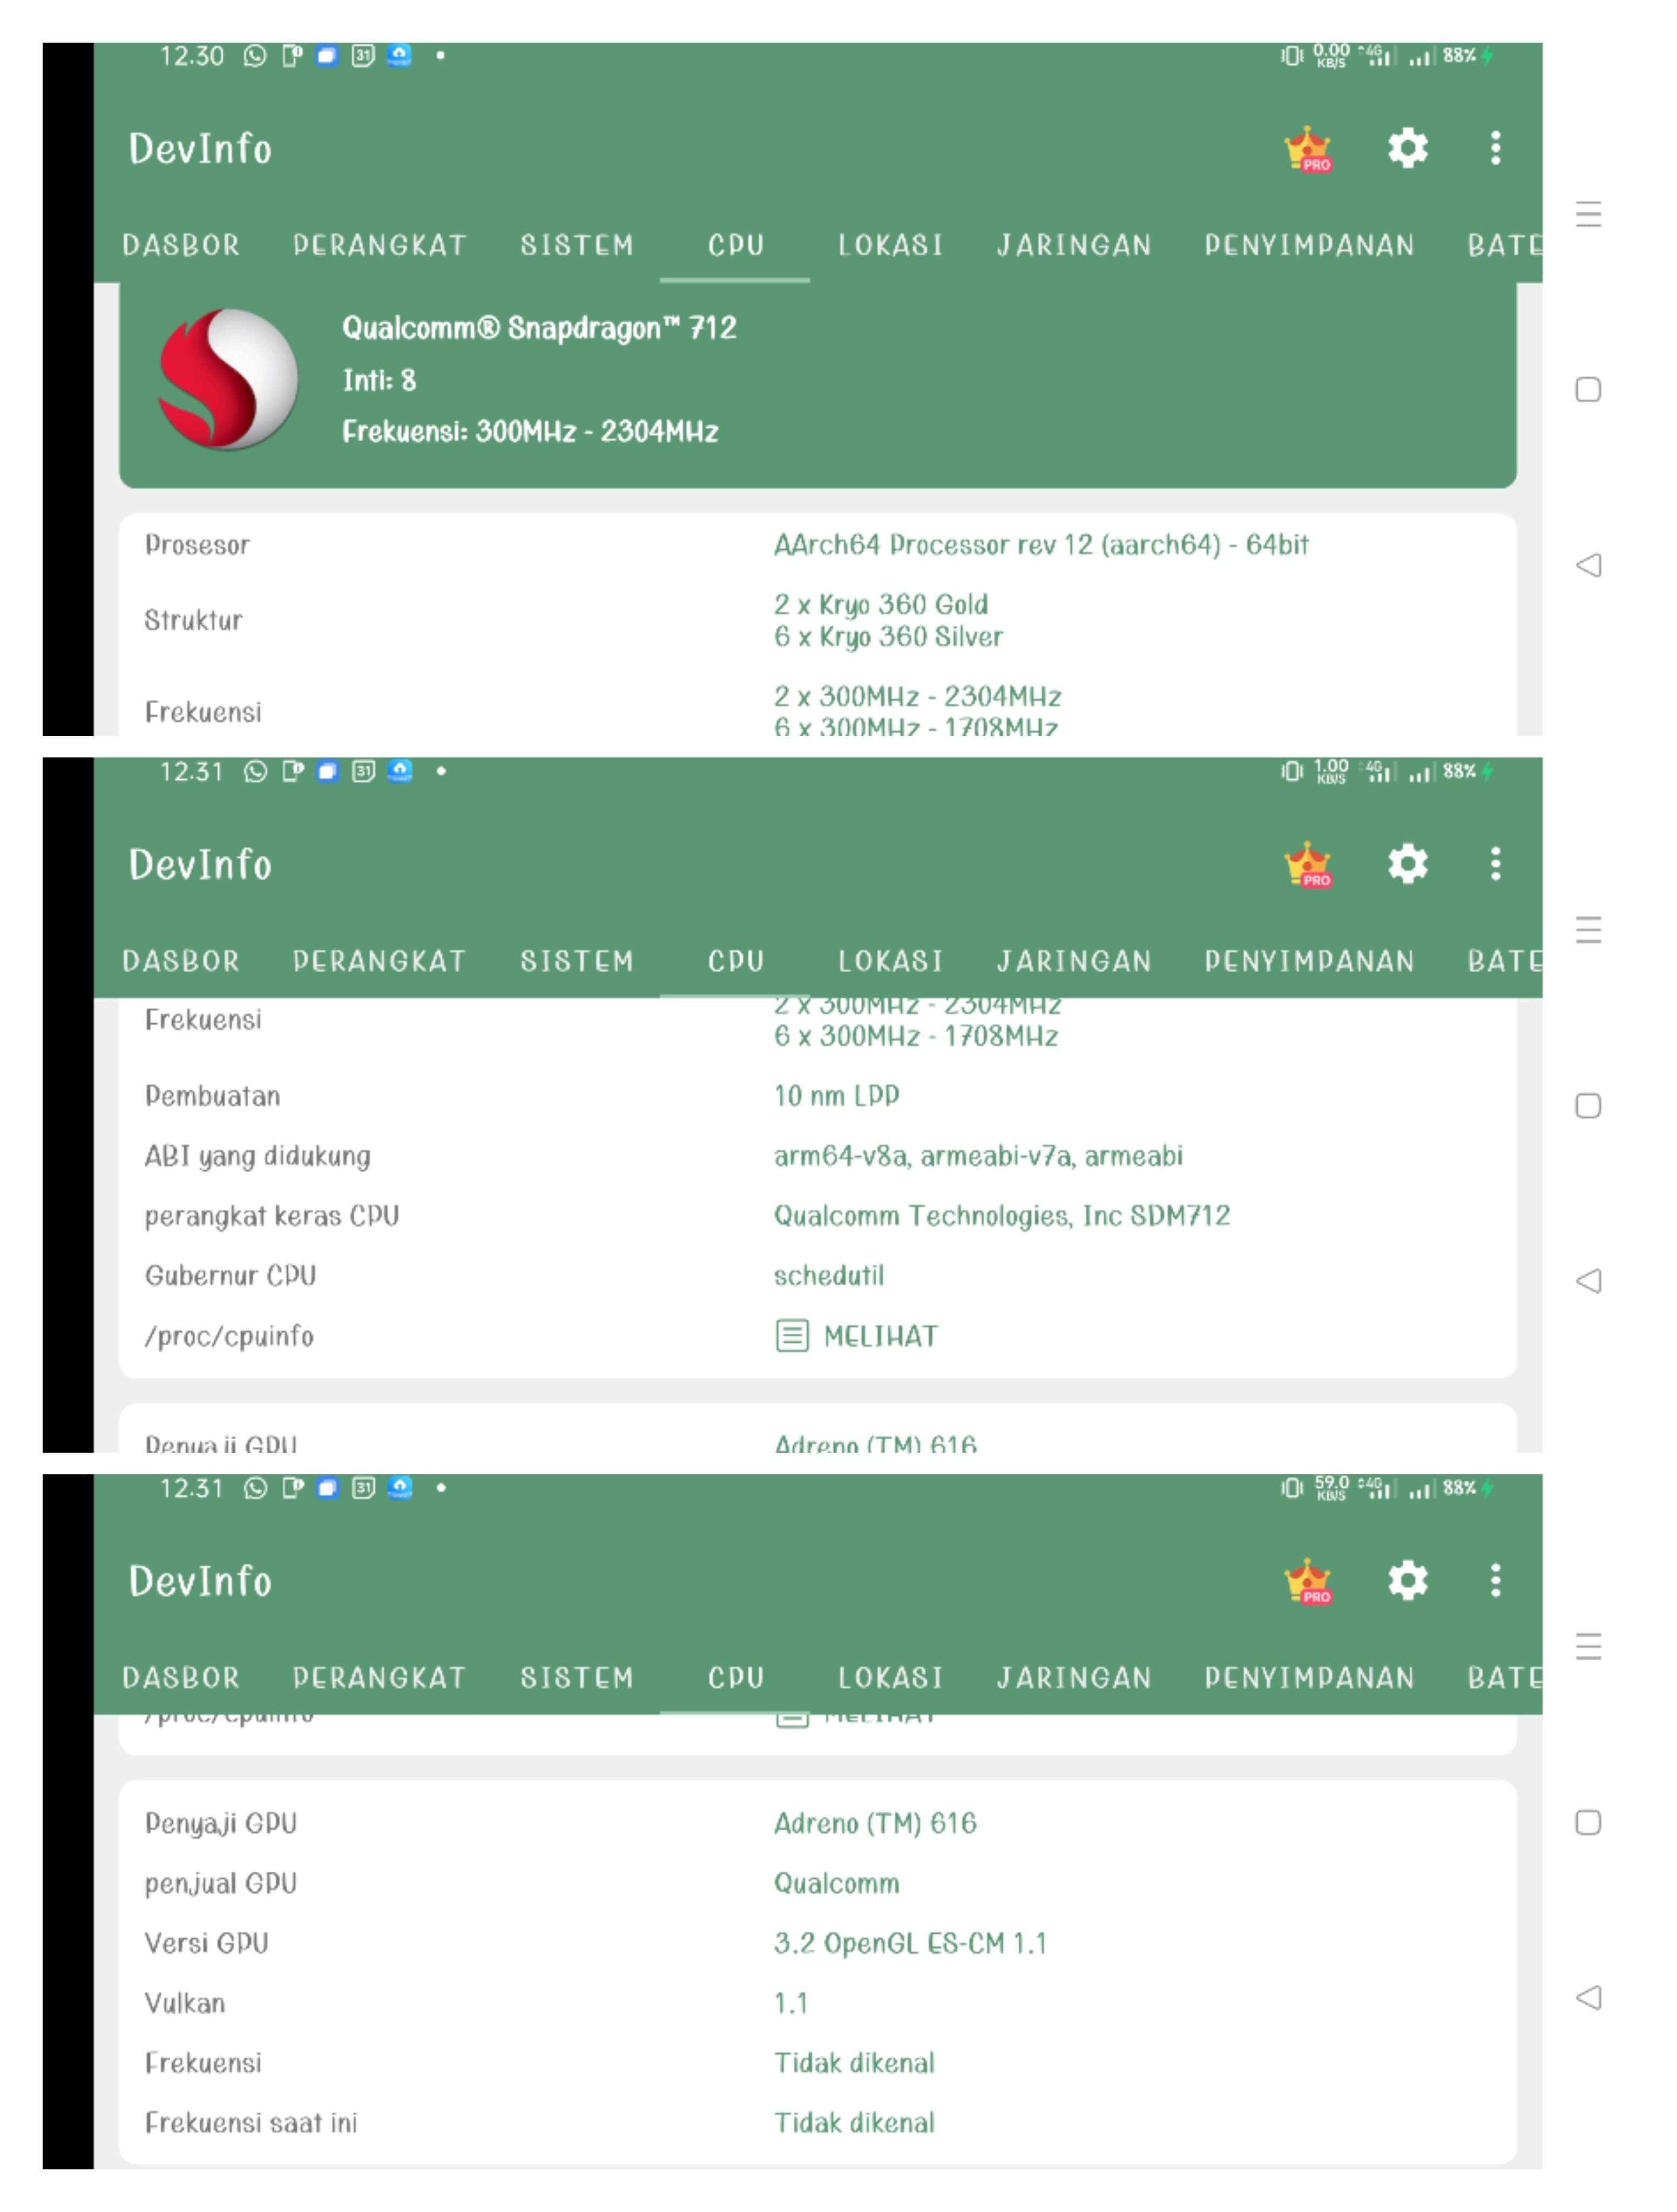 12.30 31 0.00 KB/S 4G 88%
DevInfo
PRO
DASBOR PERANGKAT SISTEM CPU LOKASI JARINGAN PENYIMPANAN BATE
Qualcomm® Snapdragon™ 712
Inti: 8
Frekuensi: 300MHz - 2304MHz
Prosesor AArch64 Processor rev 12 (aarch64) - 64bit
Struktur 2 x Kryo 360 Gold
6 x Kryo 360 Silver
Frekuensi 2 x 300MHz - 2304MHz
6 x 300MHz - 1708MHz
12.31 31 1.00 KB/S 4G 88%
DevInfo
PRO
DASBOR PERANGKAT SISTEM CPU LOKASI JARINGAN PENYIMPANAN BATE
Frekuensi 2 x 300MHz - 2304MHz
6 x 300MHz - 1708MHz
Pembuatan 10 nm LPP
ABI yang didukung arm64-v8a, armeabi-v7a, armeabi
perangkat keras CPU Qualcomm Technologies, Inc SDM712
Gubernur CPU schedutil
/proc/cpuinfo MELIHAT
Penyaji GPU Adreno (TM) 616
12.31 31 59.0 KB/S 4G 88%
DevInfo
PRO
DASBOR PERANGKAT SISTEM CPU LOKASI JARINGAN PENYIMPANAN BATE
/proc/cpuinfo MELIHAT
Penyaji GPU Adreno (TM) 616
penjual GPU Qualcomm
Versi GPU 3.2 OpenGL ES-CM 1.1
Vulkan 1.1
Frekuensi Tidak dikenal
Frekuensi saat ini Tidak dikenal